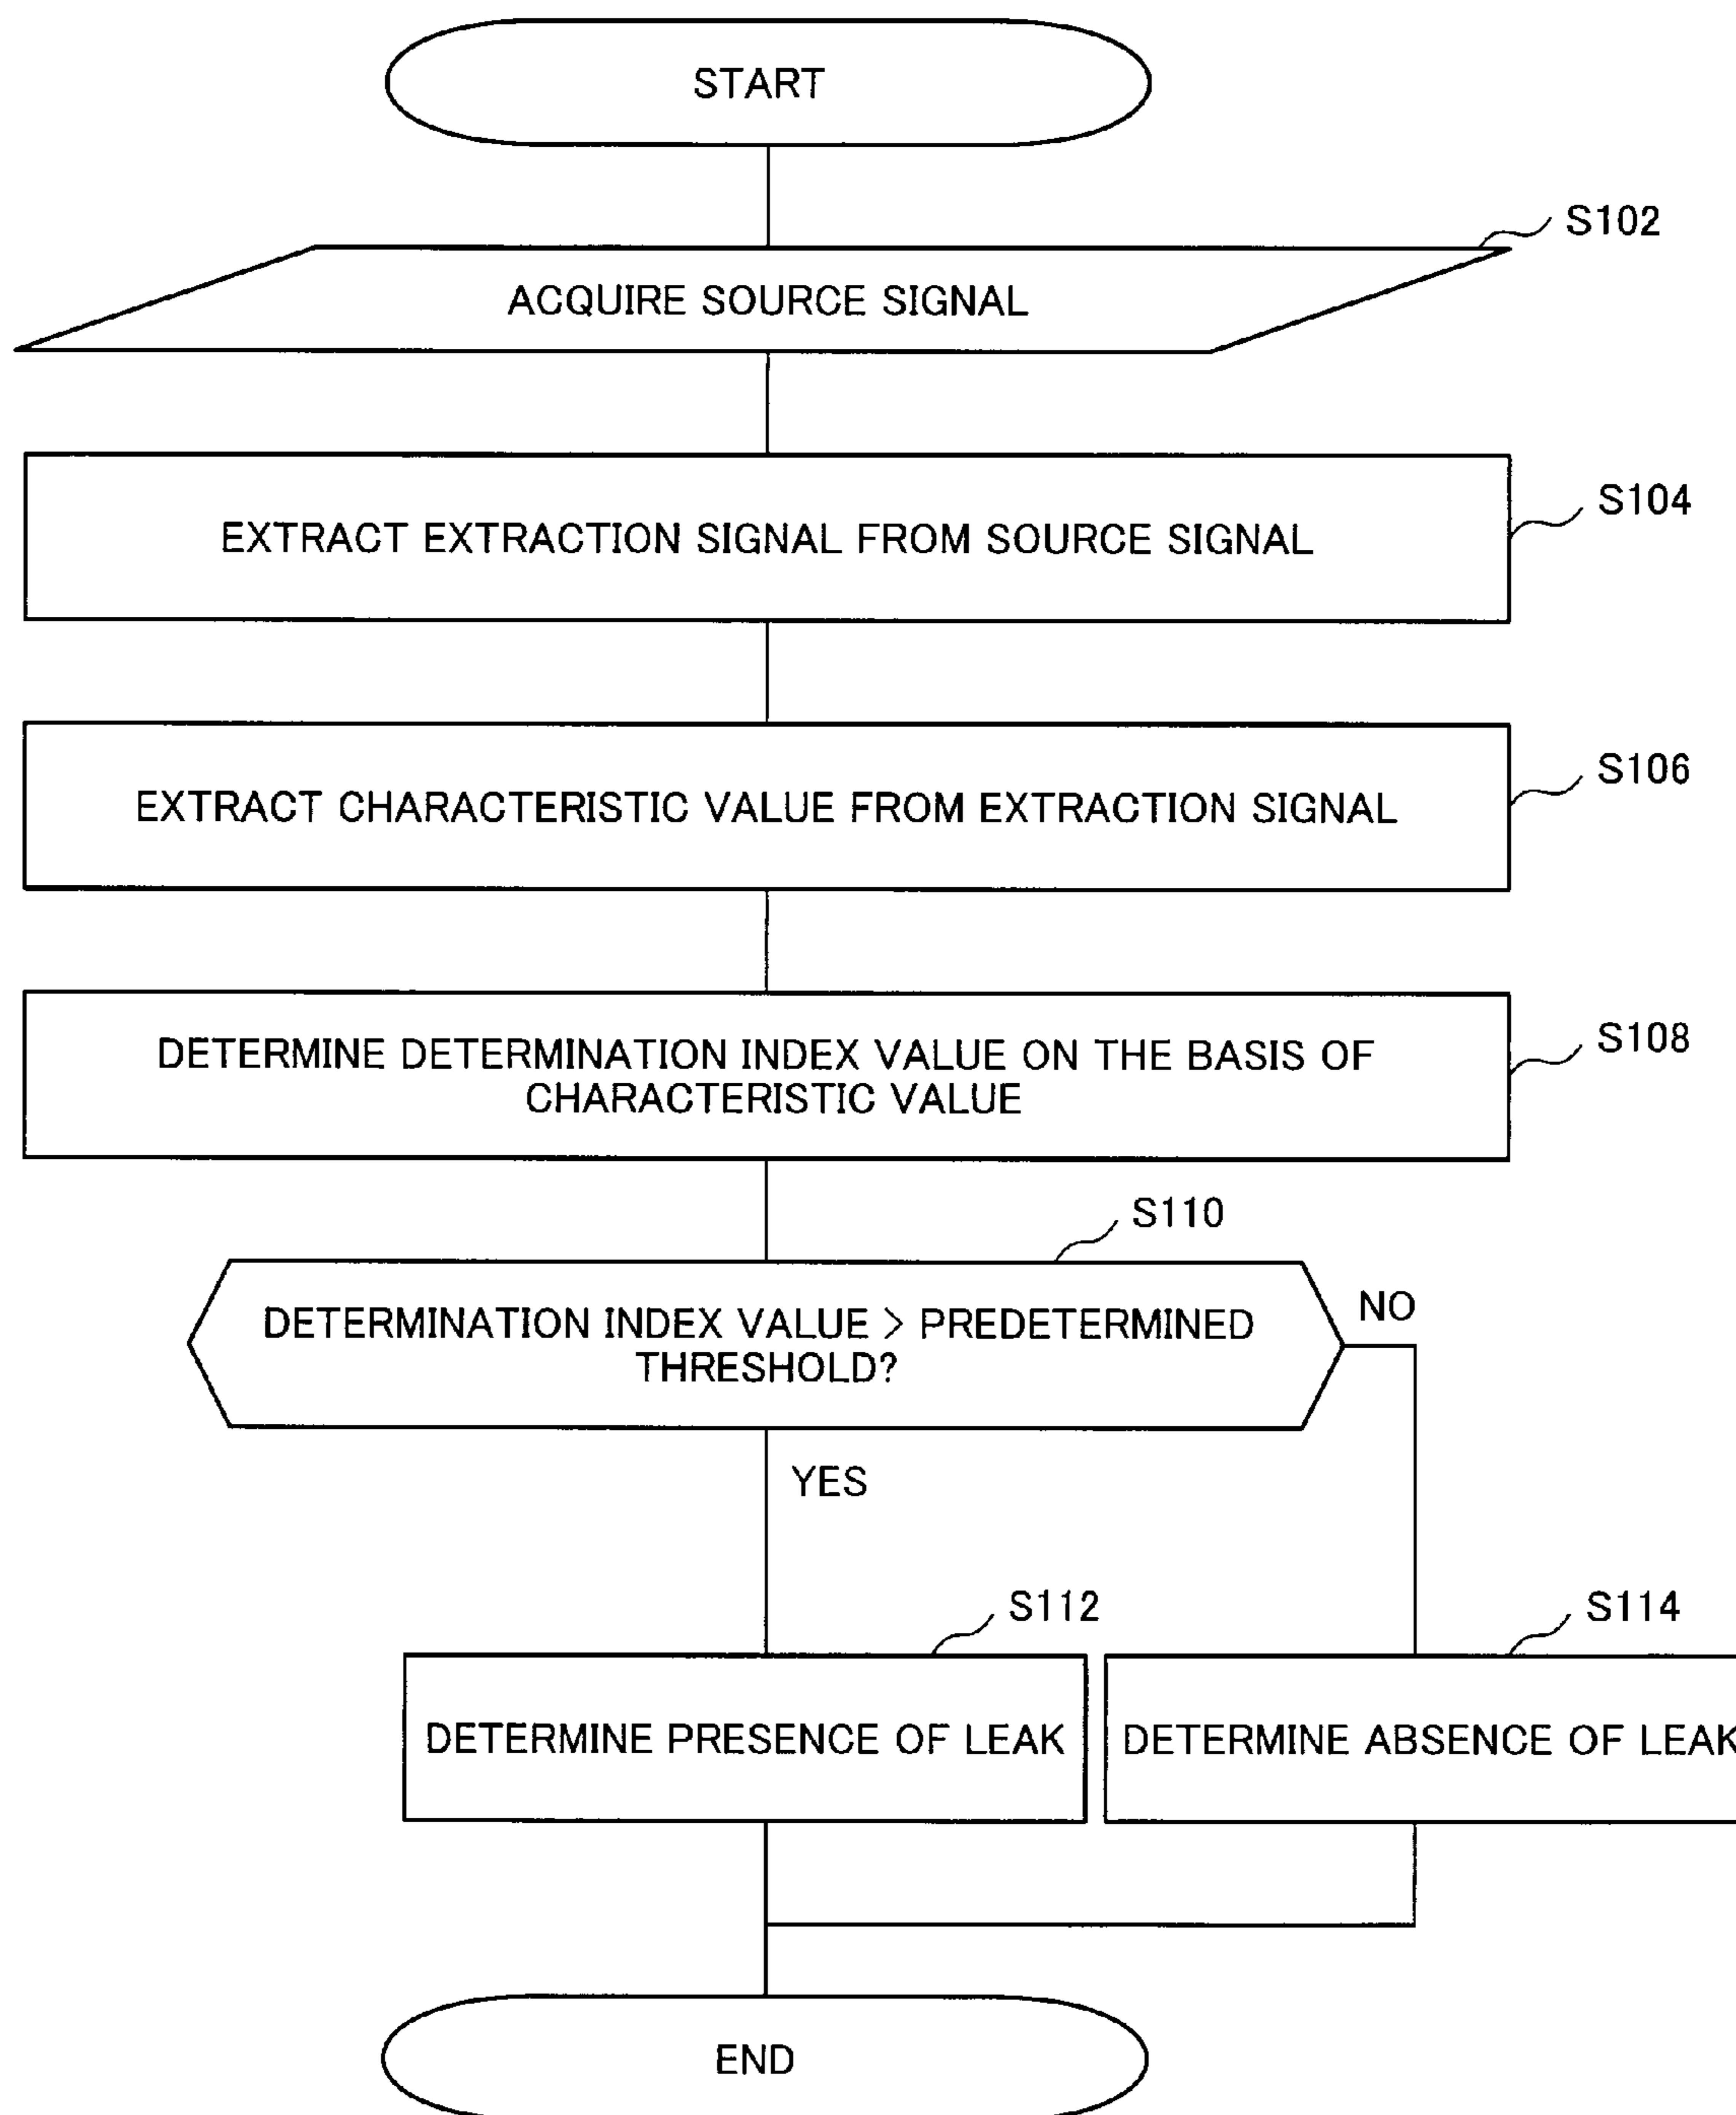 START
S102
ACQUIRE SOURCE SIGNAL
S104
EXTRACT EXTRACTION SIGNAL FROM SOURCE SIGNAL
S106
EXTRACT CHARACTERISTIC VALUE FROM EXTRACTION SIGNAL
S108
DETERMINE DETERMINATION INDEX VALUE ON THE BASIS OF
CHARACTERISTIC VALUE
S110
DETERMINATION INDEX VALUE > PREDETERMINED
THRESHOLD?
NO
YES
S112
S114
DETERMINE PRESENCE OF LEAK
DETERMINE ABSENCE OF LEAK
END